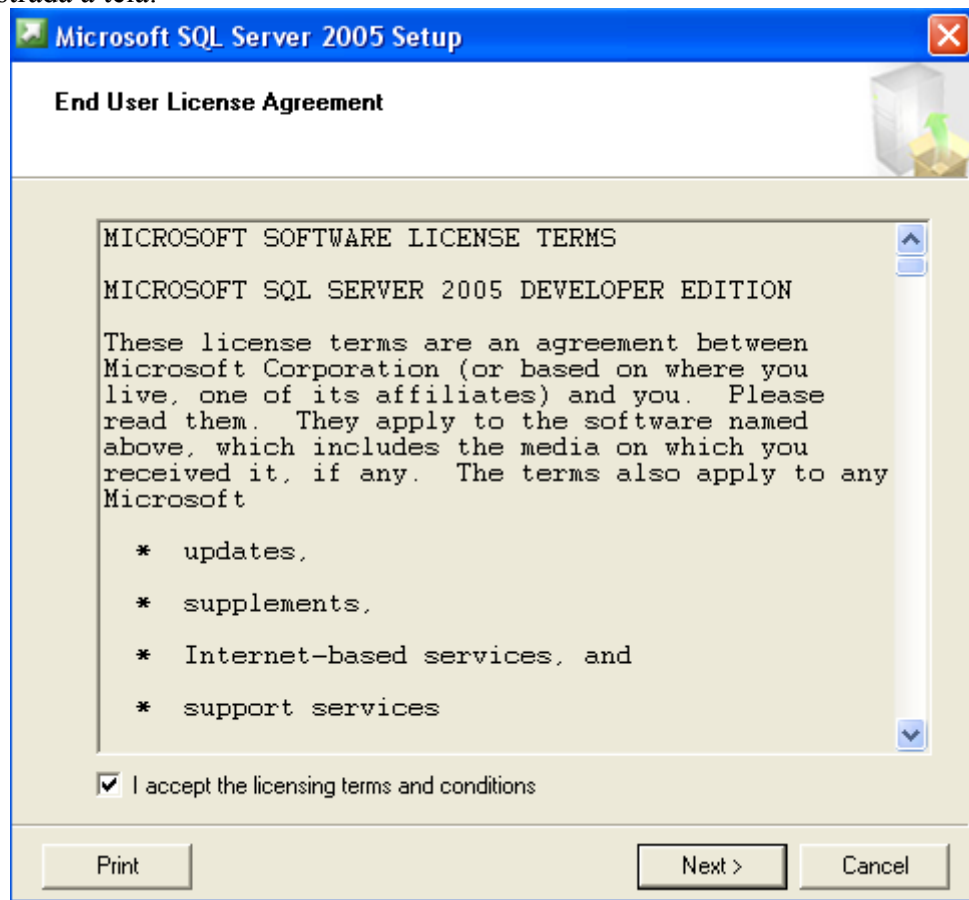 a tela.
Microsoft SQL Server 2005 Setup
End User License Agreement
MICROSOFT SOFTWARE LICENSE TERMS
MICROSOFT SQL SERVER 2005 DEVELOPER EDITION
These license terms are an agreement between
Microsoft Corporation (or based on where you
live, one of its affiliates) and you.  Please
read them.  They apply to the software named
above, which includes the media on which you
received it, if any.  The terms also apply to any
Microsoft
* updates,
* supplements,
* Internet-based services, and
* support services
I accept the licensing terms and conditions
Print Next > Cancel